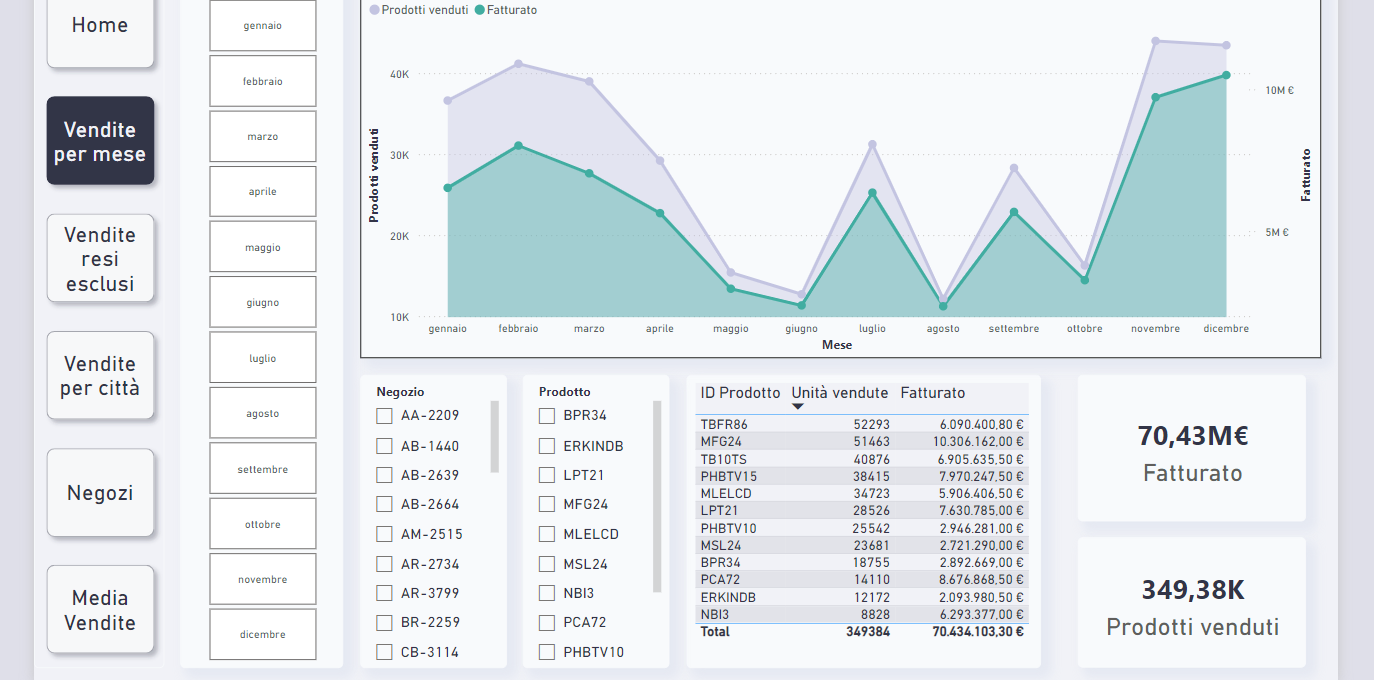 Home
Vendite
per mese
Vendite
resi
esclusi
Vendite
per città
Negozi
Media
Vendite
gennaio
febbraio
marzo
aprile
maggio
giugno
luglio
agosto
settembre
ottobre
novembre
dicembre
Prodotti venduti Fatturato
Prodotti venduti
40K
30K
20K
10K
10M €
5M €
Fatturato
gennaio febbraio marzo aprile maggio giugno luglio agosto settembre ottobre novembre dicembre
Mese
Negozio
AA-2209
AB-1440
AB-2639
AB-2664
AM-2515
AR-2734
AR-3799
BR-2259
CB-3114
Prodotto
BPR34
ERKINDB
LPT21
MFG24
MLELCD
MSL24
NBI3
PCA72
PHBTV10
ID Prodotto Unità vendute Fatturato
TBFR86 52293 6.090.400,80 €
MFG24 51463 10.306.162,00 €
TB10TS 40876 6.905.635,50 €
PHBTV15 38415 7.970.247,50 €
MLELCD 34723 5.906.406,50 €
LPT21 28526 7.630.785,00 €
PHBTV10 25542 2.946.281,00 €
MSL24 23681 2.721.290,00 €
BPR34 18755 2.892.669,00 €
PCA72 14110 8.676.868,50 €
ERKINDB 12172 2.093.980,50 €
NBI3 8828 6.293.377,00 €
Total 349384 70.434.103,30 €
70,43M€
Fatturato
349,38K
Prodotti venduti